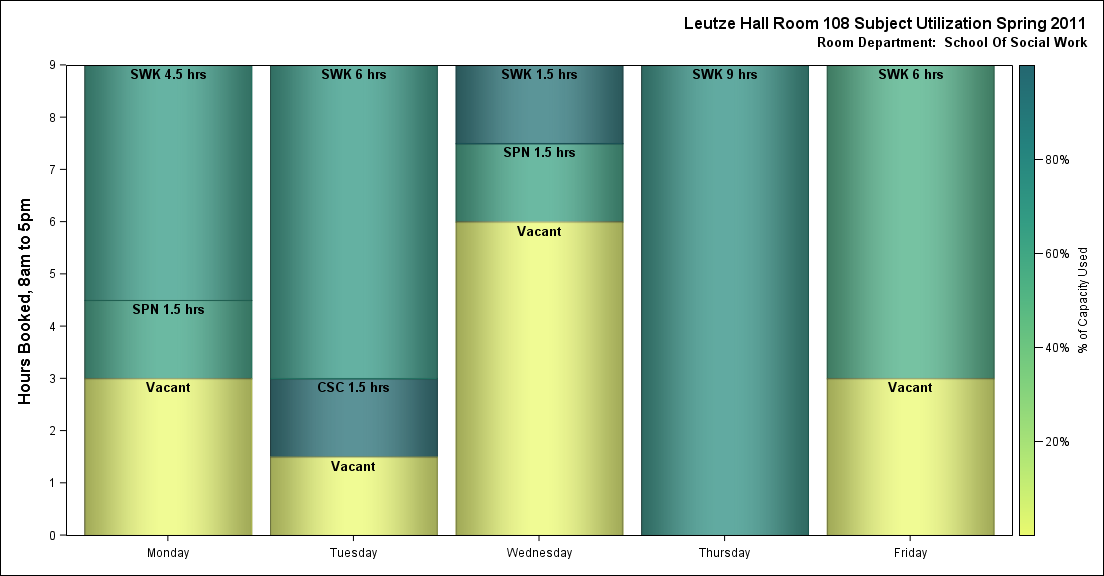 Leutze Hall Room 108 Subject Utilization Spring 2011
Room Department: School Of Social Work
Hours Booked, 8am to 5pm
9
8
7
6
5
4
3
2
1
0
SWK 4.5 hrs
SPN 1.5 hrs
Vacant
SWK 6 hrs
CSC 1.5 hrs
Vacant
SWK 1.5 hrs
SPN 1.5 hrs
Vacant
SWK 9 hrs
SWK 6 hrs
Vacant
Monday
Tuesday
Wednesday
Thursday
Friday
80%
60%
40%
20%
% of Capacity Used